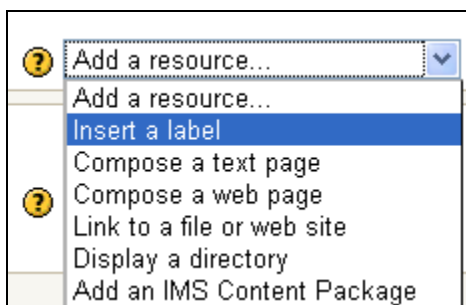 ? Add a resource...
Add a resource...
Insert a label
Compose a text page
? Compose a web page
Link to a file or web site
Display a directory
Add an IMS Content Package